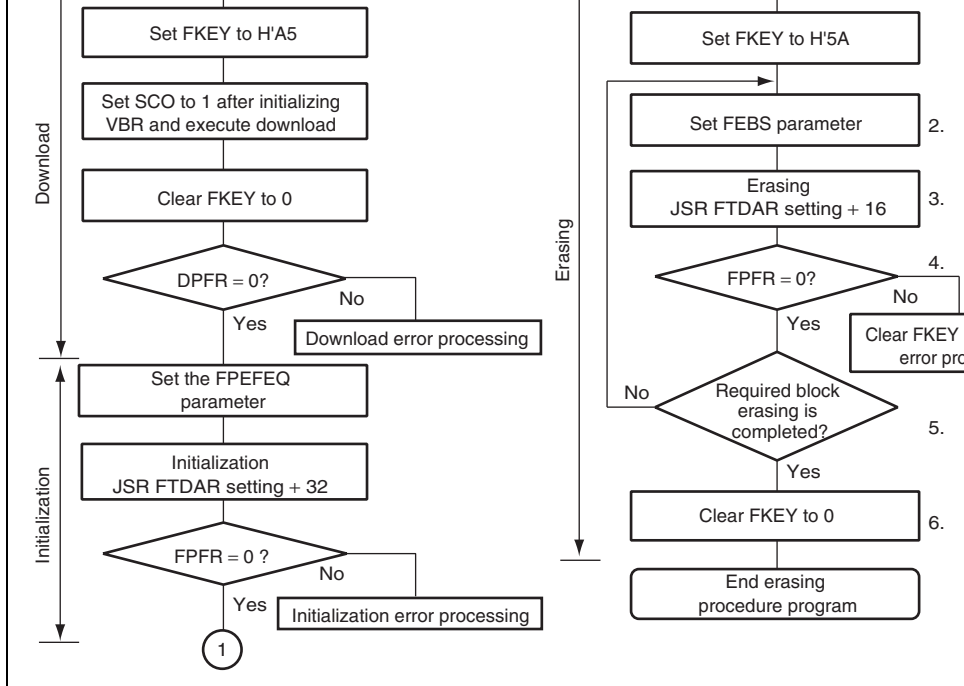 Download
Set FKEY to H'A5
Set SCO to 1 after initializing
VBR and execute download
Clear FKEY to 0
DPFR = 0?
No
Yes
Download error processing
Initialization
Set the FPEFEQ
parameter
Initialization
JSR FTDAR setting + 32
FPFR = 0 ?
No
Yes
Initialization error processing
1
Erasing
Set FKEY to H'5A
Set FEBS parameter
2.
Erasing
JSR FTDAR setting + 16
3.
FPFR = 0?
4.
No
Yes
Clear FKEY
error pro
Required block
erasing is
completed?
No
5.
Yes
Clear FKEY to 0
6.
End erasing
procedure program